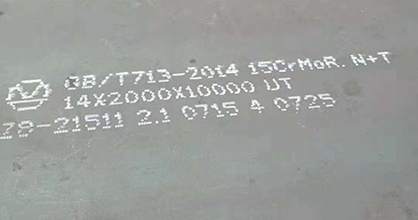 GB/T713-2014 15CrMoR. N+T
14X2000X10000 UT
Z8-21511 2.1 0715 4 0725